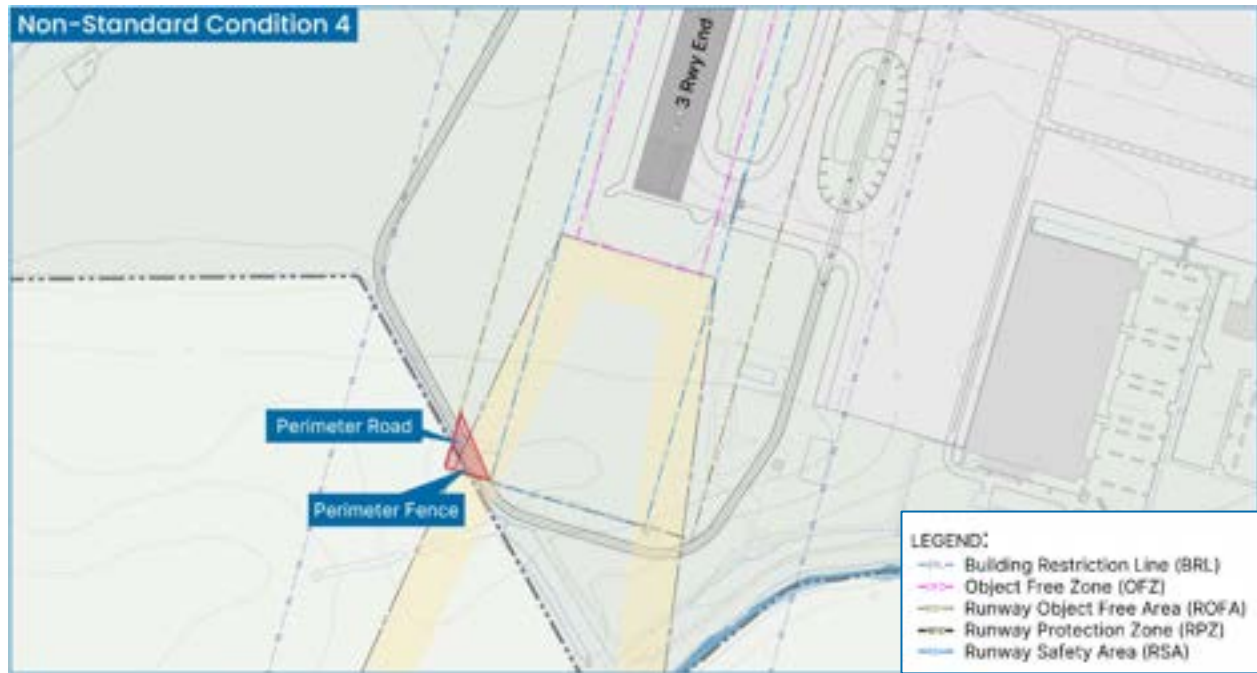 Non-Standard Condition 4
3 Rwy End
Perimeter Road
Perimeter Fence
LEGEND:
Building Restriction Line (BRL)
Object Free Zone (OFZ)
Runway Object Free Area (ROFA)
Runway Protection Zone (RPZ)
Runway Safety Area (RSA)